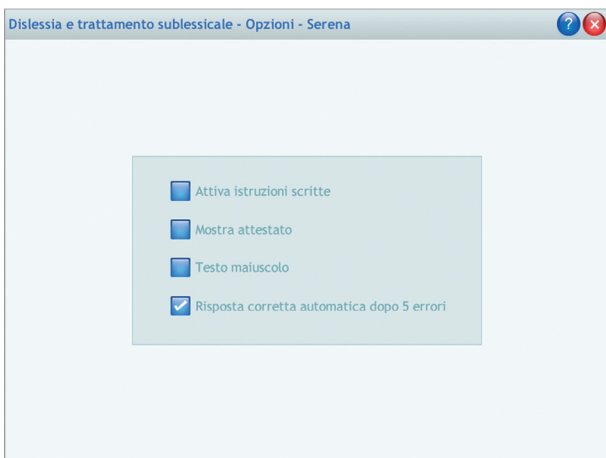 Dislessia e trattamento sublessicale - Opzioni - Serena
?
Attiva istruzioni scritte
Mostra attestato
Testo maiuscolo
Risposta corretta automatica dopo 5 errori